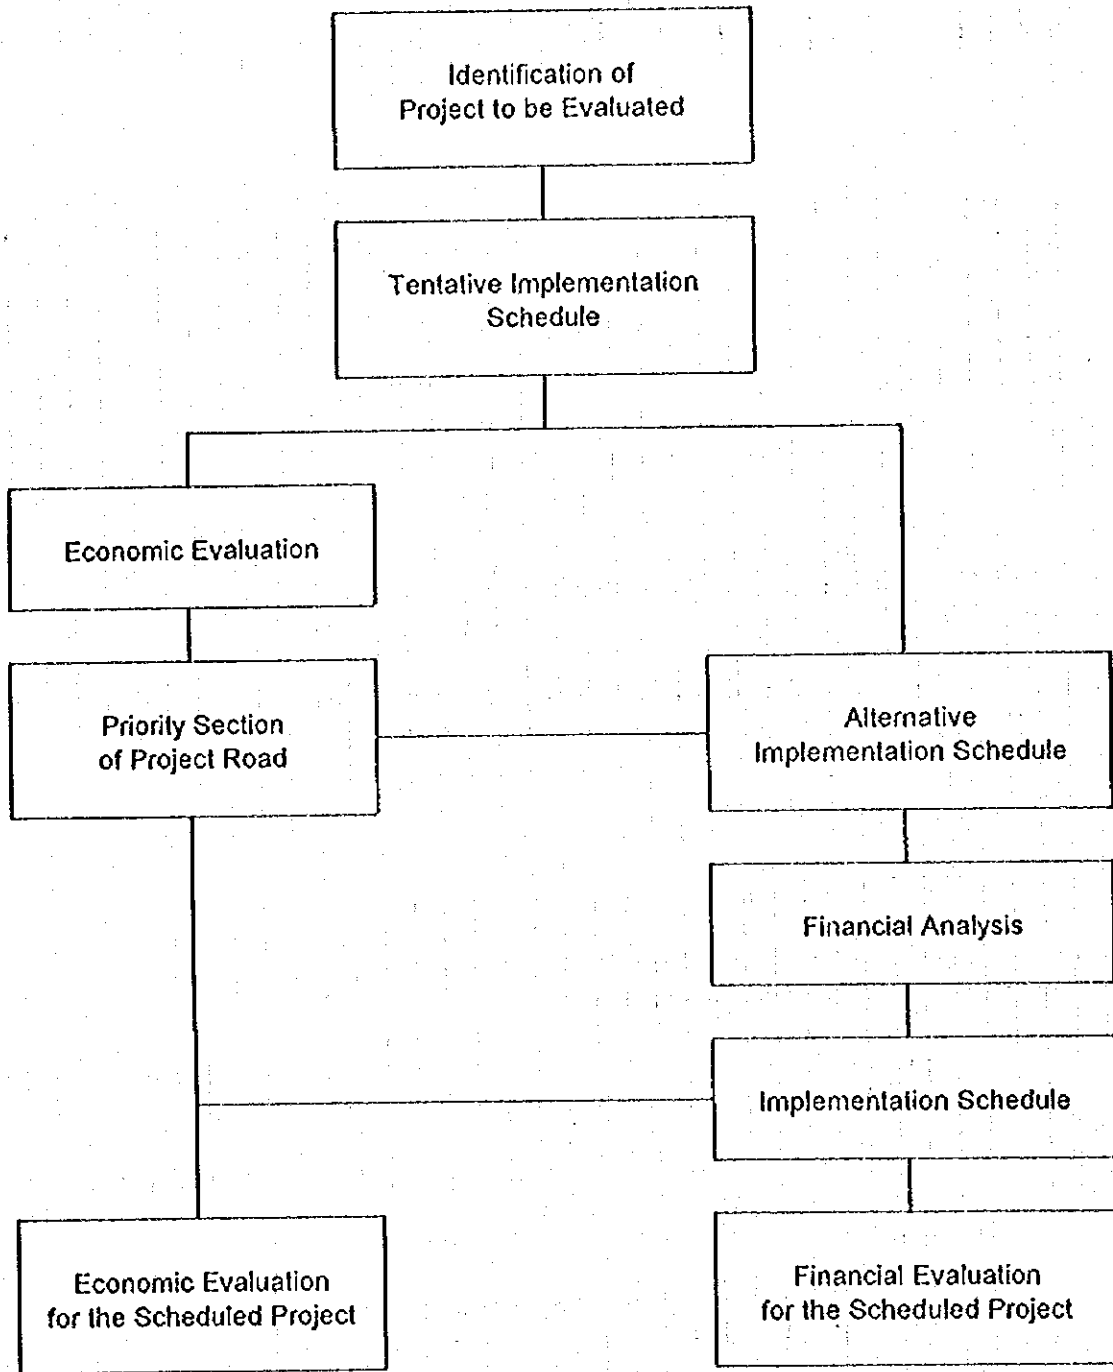 Identification of
Project to be Evaluated
Tentative Implementation
Schedule
Economic Evaluation
Priority Section
of Project Road
Alternative
Implementation Schedule
Financial Analysis
Implementation Schedule
Economic Evaluation
for the Scheduled Project
Financial Evaluation
for the Scheduled Project